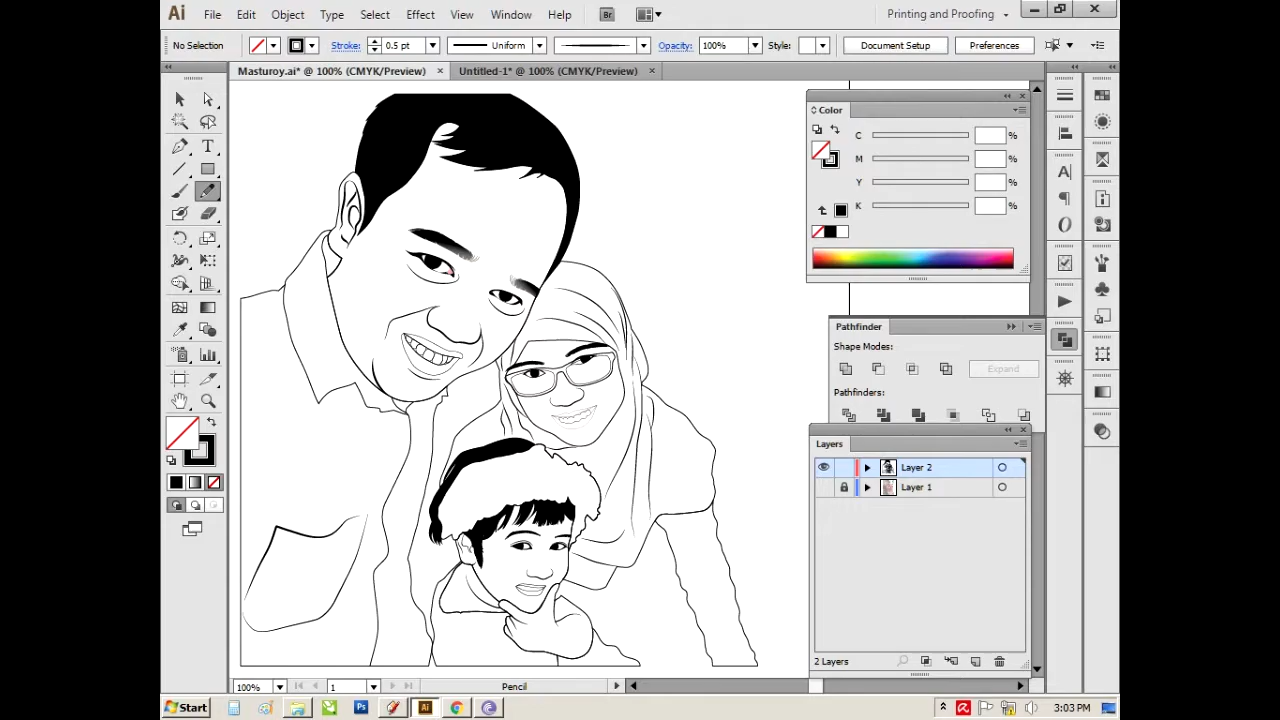 Ai File Edit Object Type Select Effect View Window Help Br Printing and Proofing
No Selection Stroke: 0.5 pt Uniform Opacity: 100% Style: Document Setup Preferences
Masturoy.ai* @ 100% (CMYK/Preview) × Untitled-1* @ 100% (CMYK/Preview) ×
Color
C %
M %
Y %
K %
Pathfinder
Shape Modes:
Expand
Pathfinders:
Layers
Layer 2
Layer 1
2 Layers
100% 1 Pencil
Start Ps Ai 3:03 PM